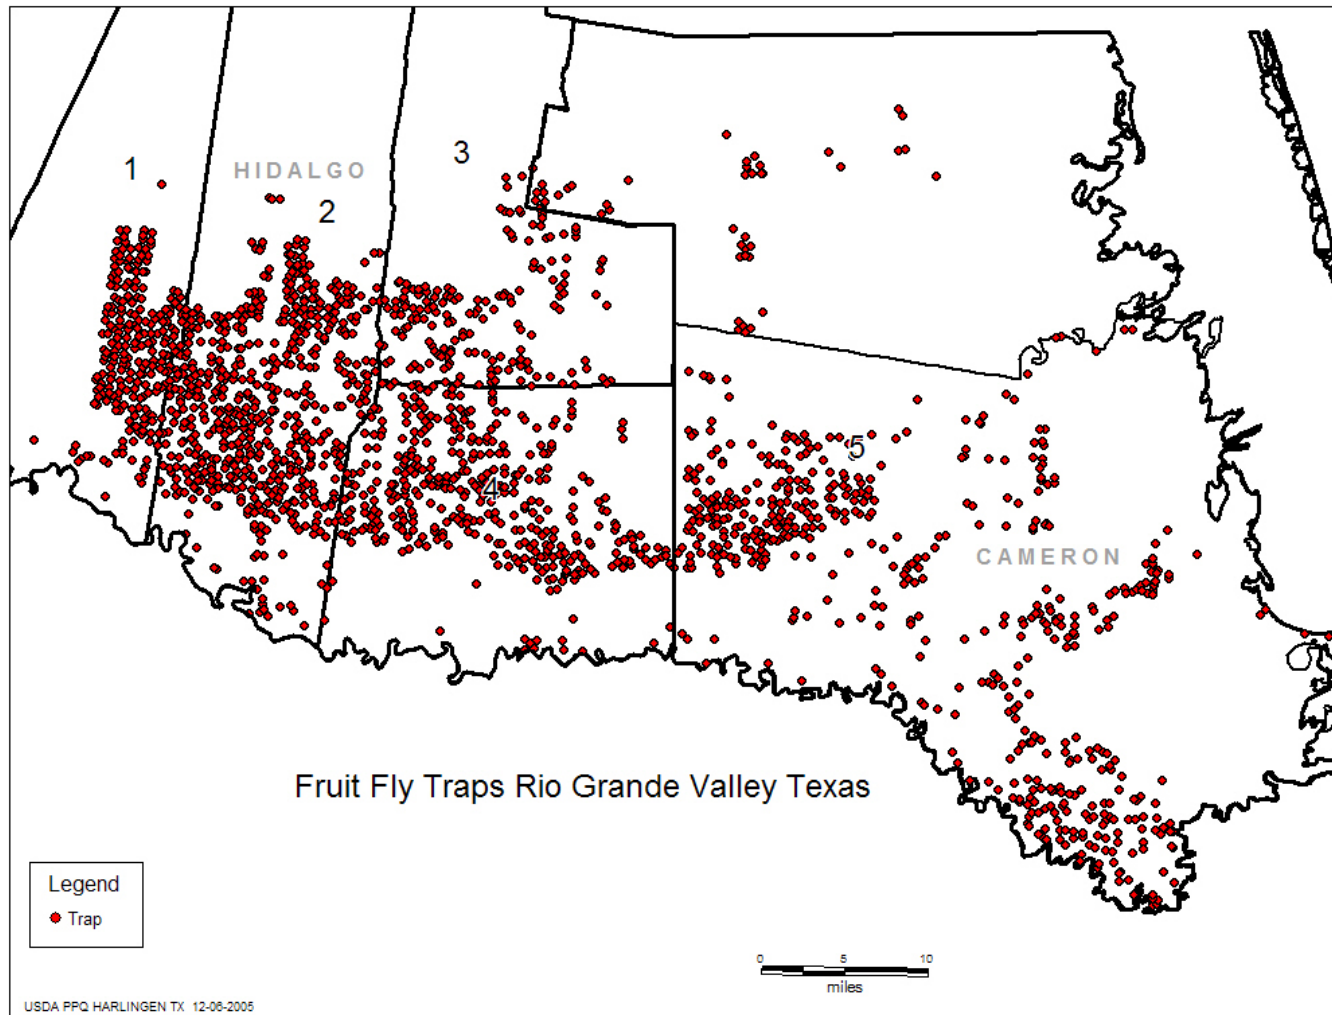 3
1
HIDALGO
2
5
4
CAMERON
Fruit Fly Traps Rio Grande Valley Texas
Legend
Trap
0 5 10
miles
USDA PPQ HARLINGEN TX 12-06-2005